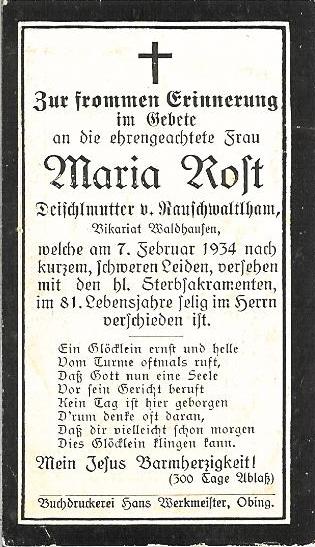 Zur frommen Erinnerung
im Gebete
an die ehrengeachtete Frau
Maria Rost
Deischlmutter v. Rauschwaltlham,
Vikariat Waldhausen,
welche am 7. Februar 1934 nach
kurzem, schweren Leiden, versehen
mit den hl. Sterbsakramenten,
im 81. Lebensjahre selig im Herrn
verschieden ist.
Ein Glöcklein ernst und helle
Vom Turme oftmals ruft,
Daß Gott nun eine Seele
Vor sein Gericht beruft
Kein Tag ist hier geborgen
D'rum denke oft daran,
Daß dir vielleicht schon morgen
Dies Glöcklein klingen kann.
Mein Jesus Barmherzigkeit!
(300 Tage Ablaß)
Buchdruckerei Hans Werkmeister, Obing.